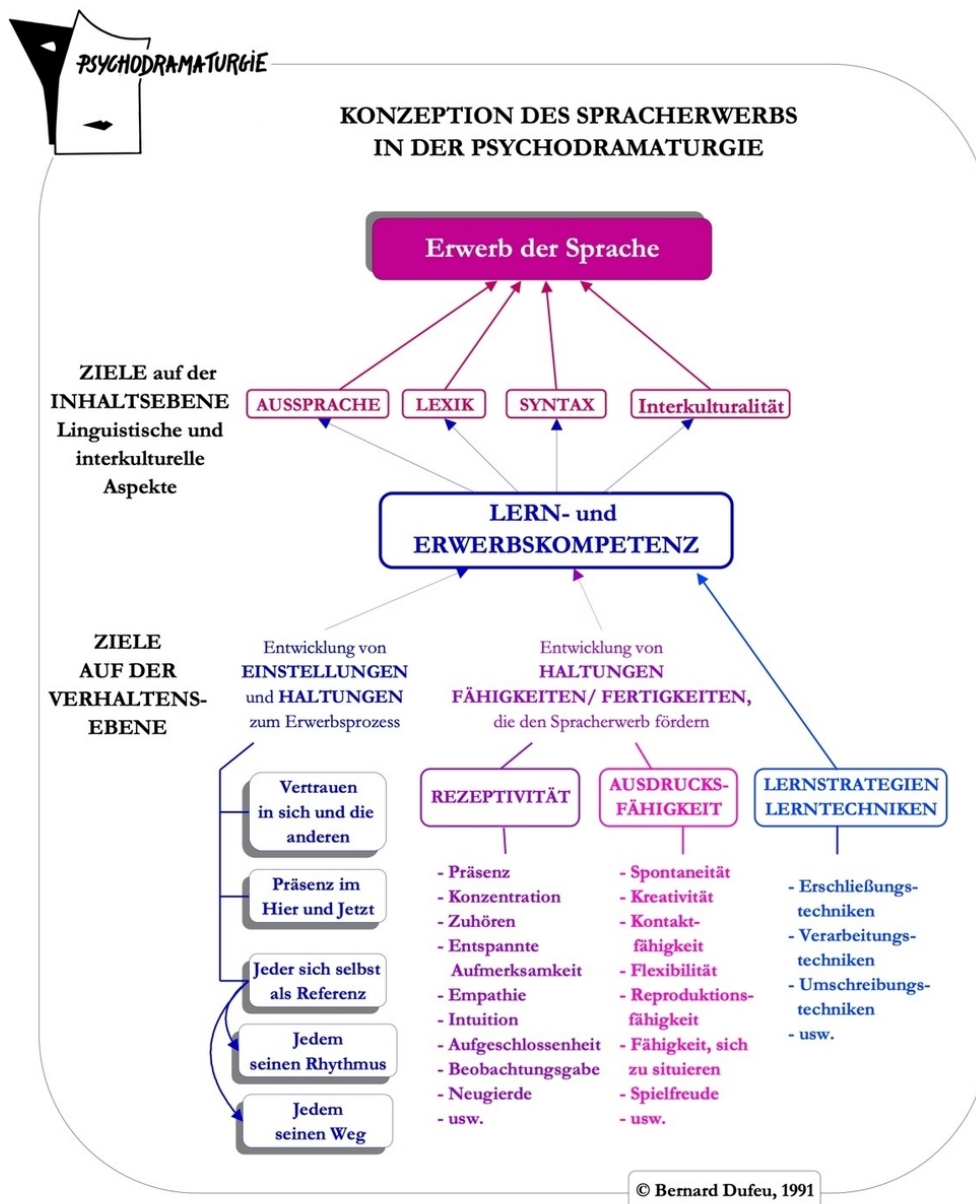 PSYCHODRAMATURGIE
KONZEPTION DES SPRACHERWERBS
IN DER PSYCHODRAMATURGIE
Erwerb der Sprache
ZIELE auf der
INHALTSEBENE
Linguistische und
interkulturelle
Aspekte
AUSSPRACHE
LEXIK
SYNTAX
Interkulturalität
LERN- und
ERWERBSKOMPETENZ
ZIELE
AUF DER
VERHALTENS-
EBENE
Entwicklung von
EINSTELLUNGEN
und HALTUNGEN
zum Erwerbsprozess
Entwicklung von
HALTUNGEN
FÄHIGKEITEN/ FERTIGKEITEN,
die den Spracherwerb fördern
Vertrauen
in sich und die
anderen
Präsenz im
Hier und Jetzt
Jeder sich selbst
als Referenz
Jedem
seinen Rhythmus
Jedem
seinen Weg
REZEPTIVITÄT
- Präsenz
- Konzentration
- Zuhören
- Entspannte
Aufmerksamkeit
- Empathie
- Intuition
- Aufgeschlossenheit
- Beobachtungsgabe
- Neugierde
- usw.
AUSDRUCKS-
FÄHIGKEIT
- Spontaneität
- Kreativität
- Kontakt-
fähigkeit
- Flexibilität
- Reproduktions-
fähigkeit
- Fähigkeit, sich
zu situieren
- Spielfreude
- usw.
LERNSTRATEGIEN
LERNTECHNIKEN
- Erschließungs-
techniken
- Verarbeitungs-
techniken
- Umschreibungs-
techniken
- usw.
© Bernard Dufeu, 1991